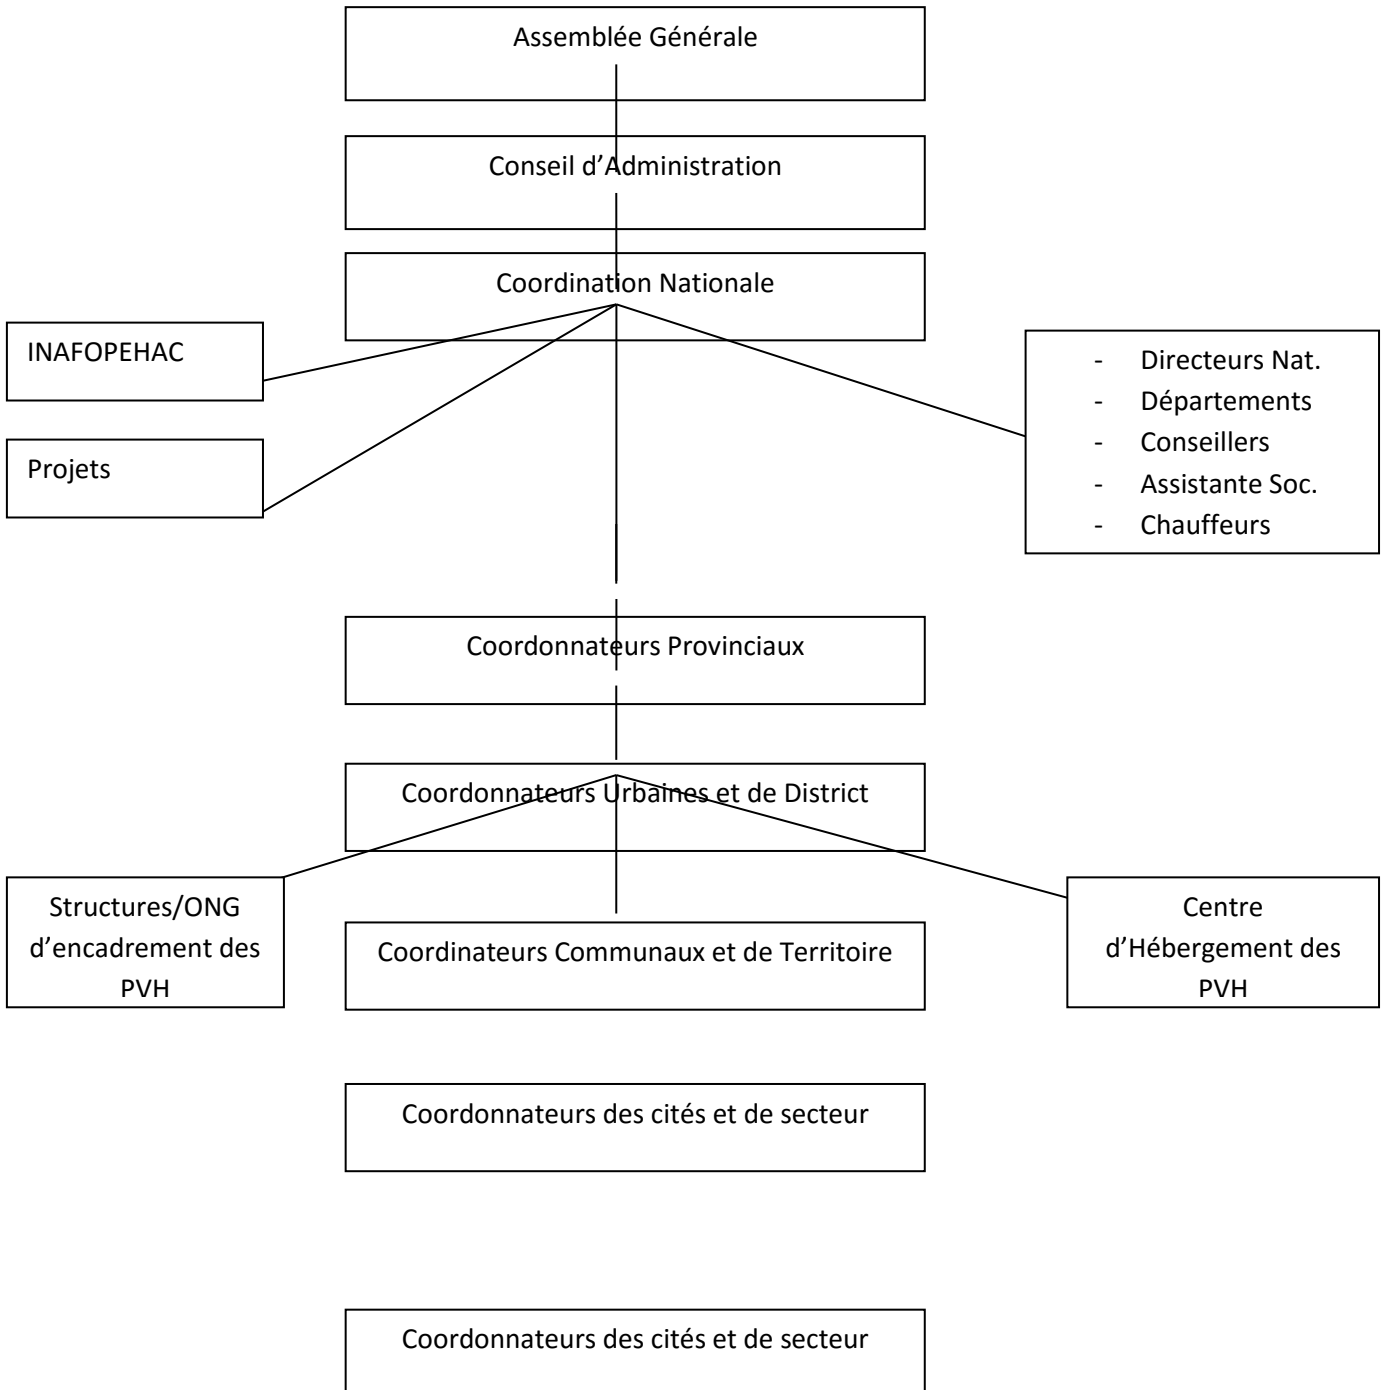 Assemblée Générale
Conseil d’Administration
Coordination Nationale
INAFOPEHAC
Projets
- Directeurs Nat.
- Départements
- Conseillers
- Assistante Soc.
- Chauffeurs
Coordonnateurs Provinciaux
Coordonnateurs Urbaines et de District
Structures/ONG
d’encadrement des
PVH
Coordinateurs Communaux et de Territoire
Centre
d’Hébergement des
PVH
Coordonnateurs des cités et de secteur
Coordonnateurs des cités et de secteur